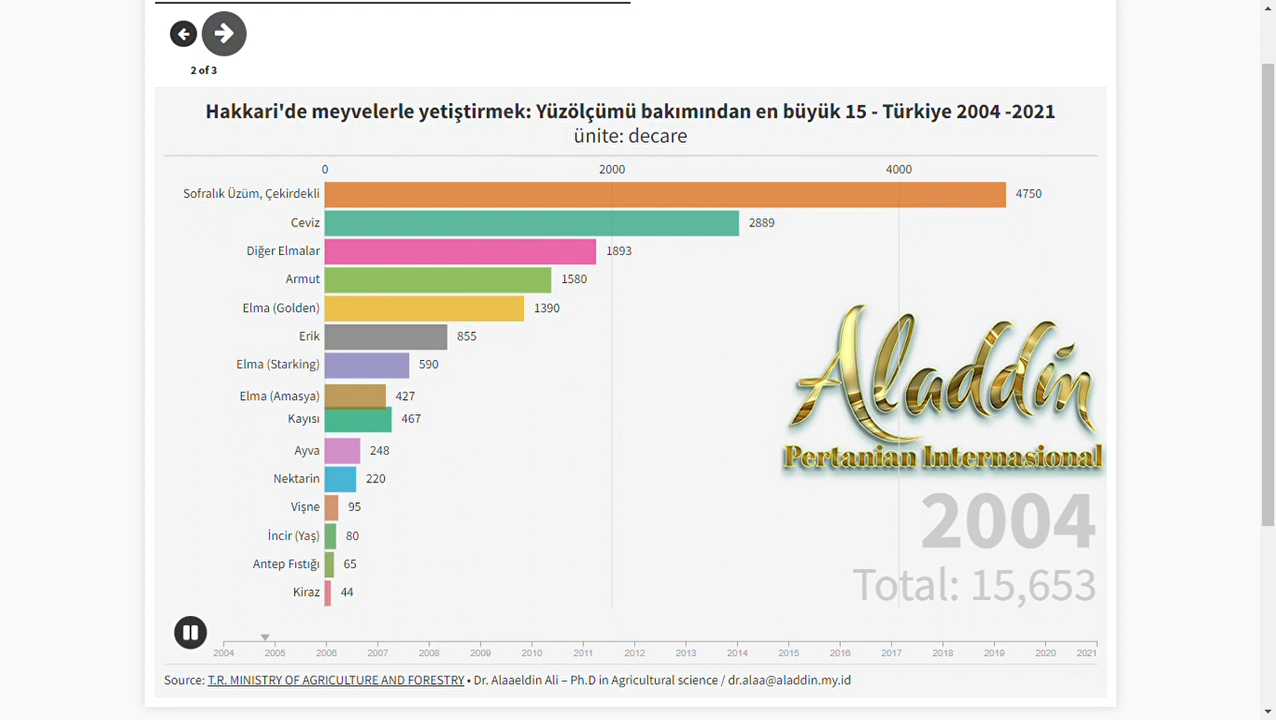 2 of 3
Hakkari'de meyvelerle yetiştirmek: Yüzölçümü bakımından en büyük 15 - Türkiye 2004 -2021
ünite: decare
0 2000 4000
Sofralık Üzüm, Çekirdekli 4750
Ceviz 2889
Diğer Elmalar 1893
Armut 1580
Elma (Golden) 1390
Erik 855
Elma (Starking) 590
Elma (Amasya) 427
Kayısı 467
Ayva 248
Nektarin 220
Vişne 95
İncir (Yaş) 80
Antep Fıstığı 65
Kiraz 44
Aladdin
Pertanian Internasional
2004
Total: 15,653
2004 2005 2006 2007 2008 2009 2010 2011 2012 2013 2014 2015 2016 2017 2018 2019 2020 2021
Source: T.R. MINISTRY OF AGRICULTURE AND FORESTRY • Dr. Alaaeldin Ali – Ph.D in Agricultural science / dr.alaa@aladdin.my.id